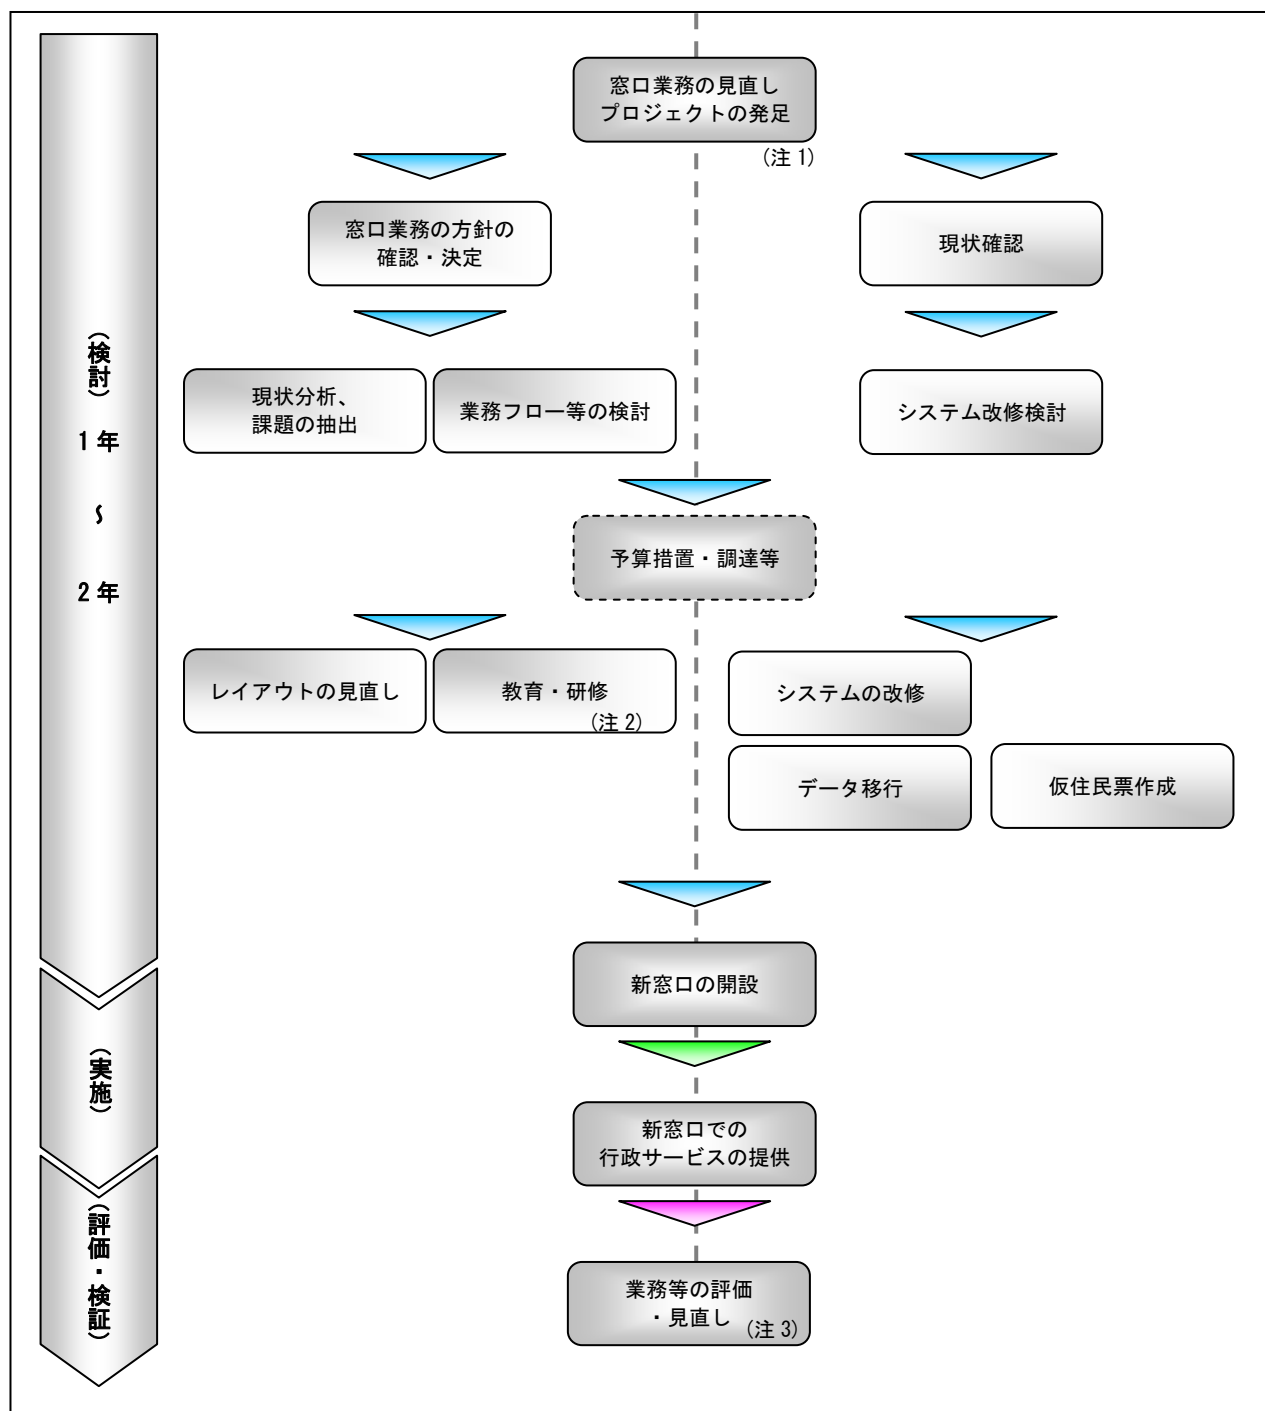 窓口業務の見直し
プロジェクトの発足
(注 1)
窓口業務の方針の
確認・決定
現状確認
現状分析、
課題の抽出
業務フロー等の検討
システム改修検討
(検討)
1 年
~
2 年
予算措置・調達等
レイアウトの見直し
教育・研修
(注 2)
システムの改修
データ移行
仮住民票作成
新窓口の開設
(実施)
新窓口での
行政サービスの提供
(評価・検証)
業務等の評価
・見直し
(注 3)